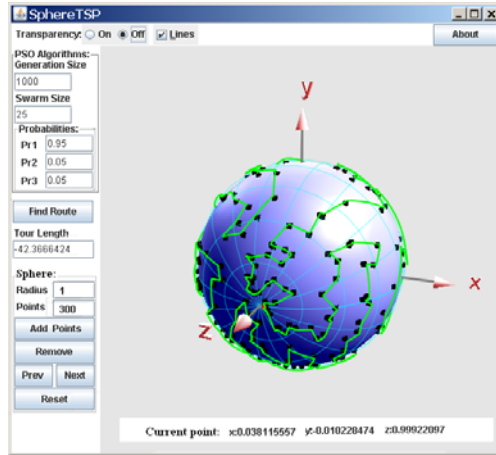 SphereTSP
Transparency: On Off Lines
About
PSO Algorithms:
Generation Size
1000
Swarm Size
25
Probabilities:
Pr1 0.95
Pr2 0.05
Pr3 0.05
Find Route
Tour Length
-42.3666424
Sphere:
Radius 1
Points 300
Add Points
Remove
Prev Next
Reset
y
x
z
Current point: x:0.038115557 y:-0.010228474 z:0.99922097